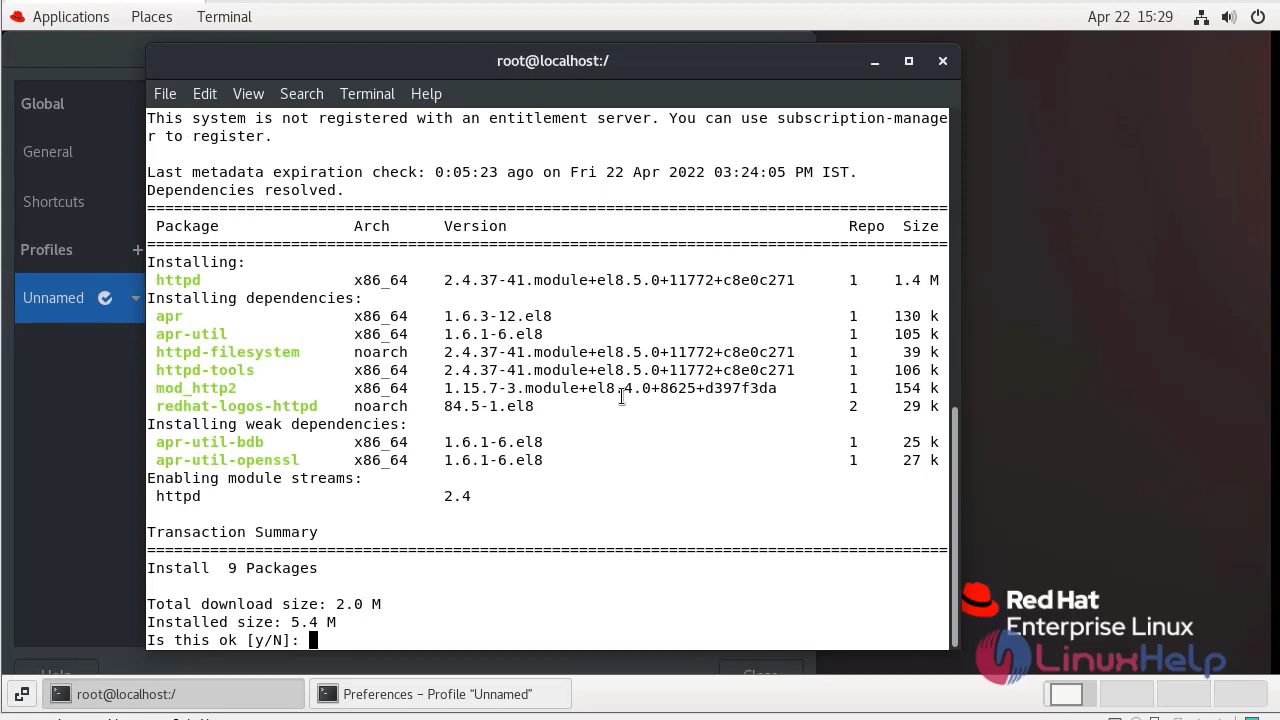 Applications Places Terminal Apr 22 15:29
root@localhost:/
File Edit View Search Terminal Help
Global
General
Shortcuts
Profiles +
Unnamed
This system is not registered with an entitlement server. You can use subscription-manage
r to register.
Last metadata expiration check: 0:05:23 ago on Fri 22 Apr 2022 03:24:05 PM IST.
Dependencies resolved.
================================================================================
Package Arch Version Repo Size
================================================================================
Installing:
httpd x86_64 2.4.37-41.module+el8.5.0+11772+c8e0c271 1 1.4 M
Installing dependencies:
apr x86_64 1.6.3-12.el8 1 130 k
apr-util x86_64 1.6.1-6.el8 1 105 k
httpd-filesystem noarch 2.4.37-41.module+el8.5.0+11772+c8e0c271 1 39 k
httpd-tools x86_64 2.4.37-41.module+el8.5.0+11772+c8e0c271 1 106 k
mod_http2 x86_64 1.15.7-3.module+el8.4.0+8625+d397f3da 1 154 k
redhat-logos-httpd noarch 84.5-1.el8 2 29 k
Installing weak dependencies:
apr-util-bdb x86_64 1.6.1-6.el8 1 25 k
apr-util-openssl x86_64 1.6.1-6.el8 1 27 k
Enabling module streams:
httpd 2.4
Transaction Summary
================================================================================
Install 9 Packages
Total download size: 2.0 M
Installed size: 5.4 M
Is this ok [y/N]:
Red Hat
Enterprise Linux
LinuxHelp
root@localhost:/ Preferences – Profile “Unnamed”